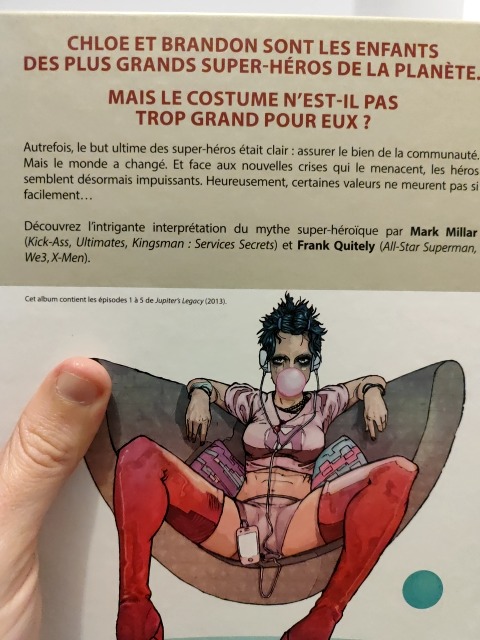 CHLOE ET BRANDON SONT LES ENFANTS
DES PLUS GRANDS SUPER-HÉROS DE LA PLANÈTE.
MAIS LE COSTUME N'EST-IL PAS
TROP GRAND POUR EUX ?
Autrefois, le but ultime des super-héros était clair : assurer le bien de la communauté.
Mais le monde a changé. Et face aux nouvelles crises qui le menacent, les héros
semblent désormais impuissants. Heureusement, certaines valeurs ne meurent pas si
facilement…
Découvrez l'intrigante interprétation du mythe super-héroïque par Mark Millar
(Kick-Ass, Ultimates, Kingsman : Services Secrets) et Frank Quitely (All-Star Superman,
We3, X-Men).
Cet album contient les épisodes 1 à 5 de Jupiter's Legacy (2013).